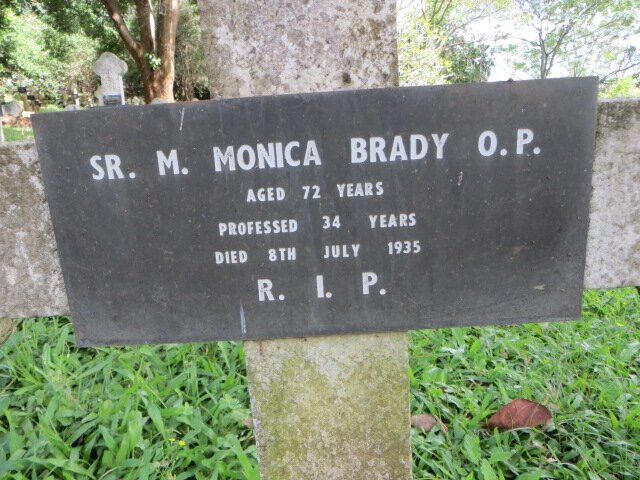 SR. M. MONICA BRADY O.P.
AGED 72 YEARS
PROFESSED 34 YEARS
DIED 8TH JULY 1935
R. I. P.